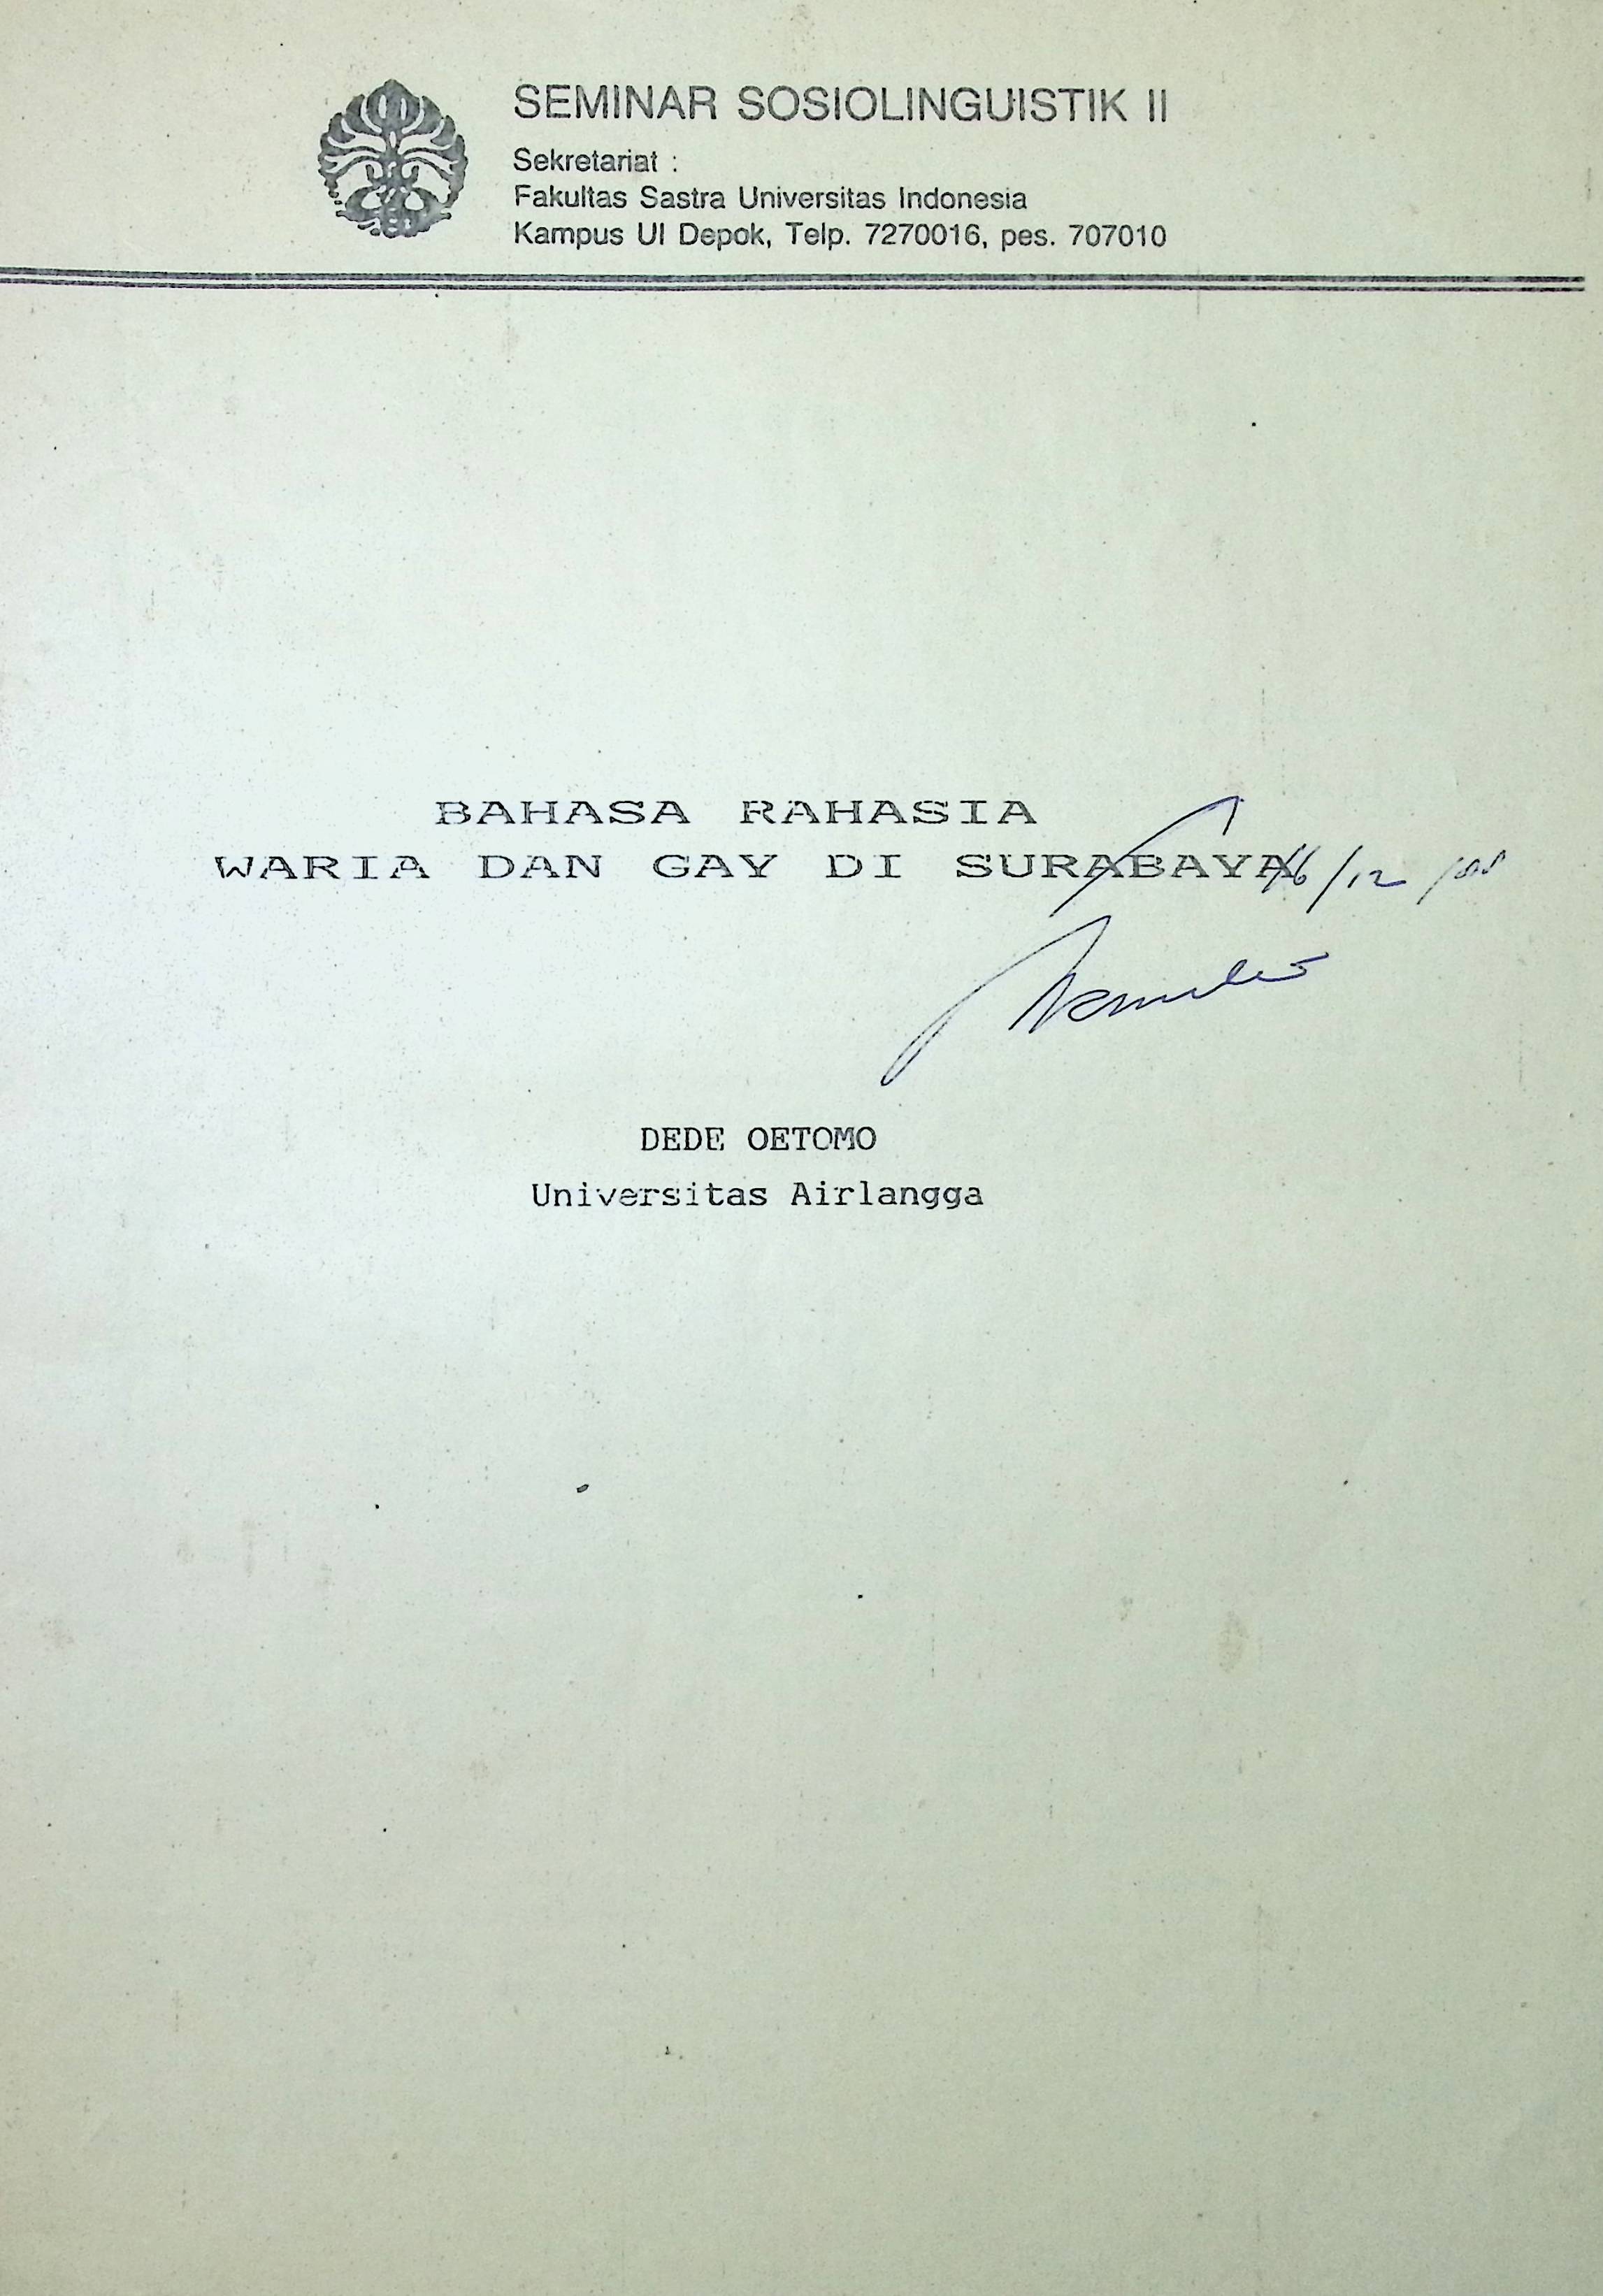 SEMINAR SOSIOLINGUISTIK II
Sekretariat :
Fakultas Sastra Universitas Indonesia
Kampus UI Depok, Telp. 7270016, pes. 707010
BAHASA RAHASIA
WARIA DAN GAY DI SURABAYA
DEDE OETOMO
Universitas Airlangga